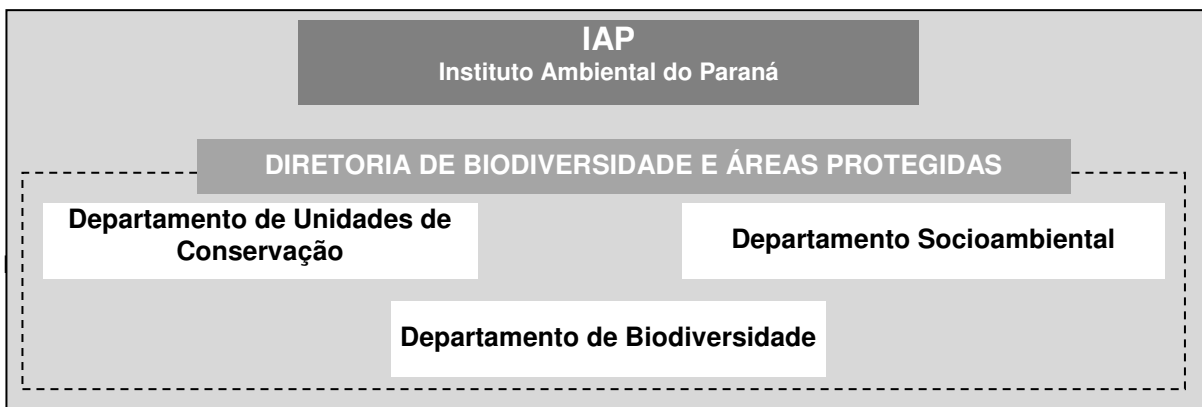 IAP
Instituto Ambiental do Paraná
DIRETORIA DE BIODIVERSIDADE E ÁREAS PROTEGIDAS
Departamento de Unidades de
Conservação
Departamento Socioambiental
Departamento de Biodiversidade